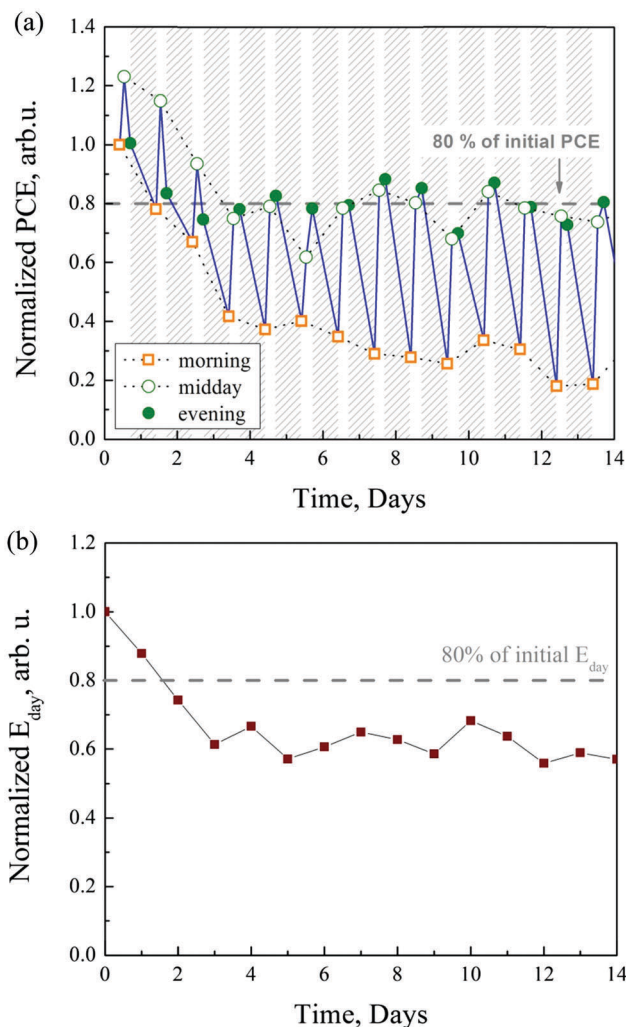 (a)
1.4
1.2
1.0
0.8
0.6
0.4
0.2
0.0
Normalized PCE, arb.u.
80 % of initial PCE
morning
midday
evening
0 2 4 6 8 10 12 14
Time, Days
(b)
1.2
1.0
0.8
0.6
0.4
0.2
0.0
Normalized E_day, arb. u.
80% of initial E_day
0 2 4 6 8 10 12 14
Time, Days